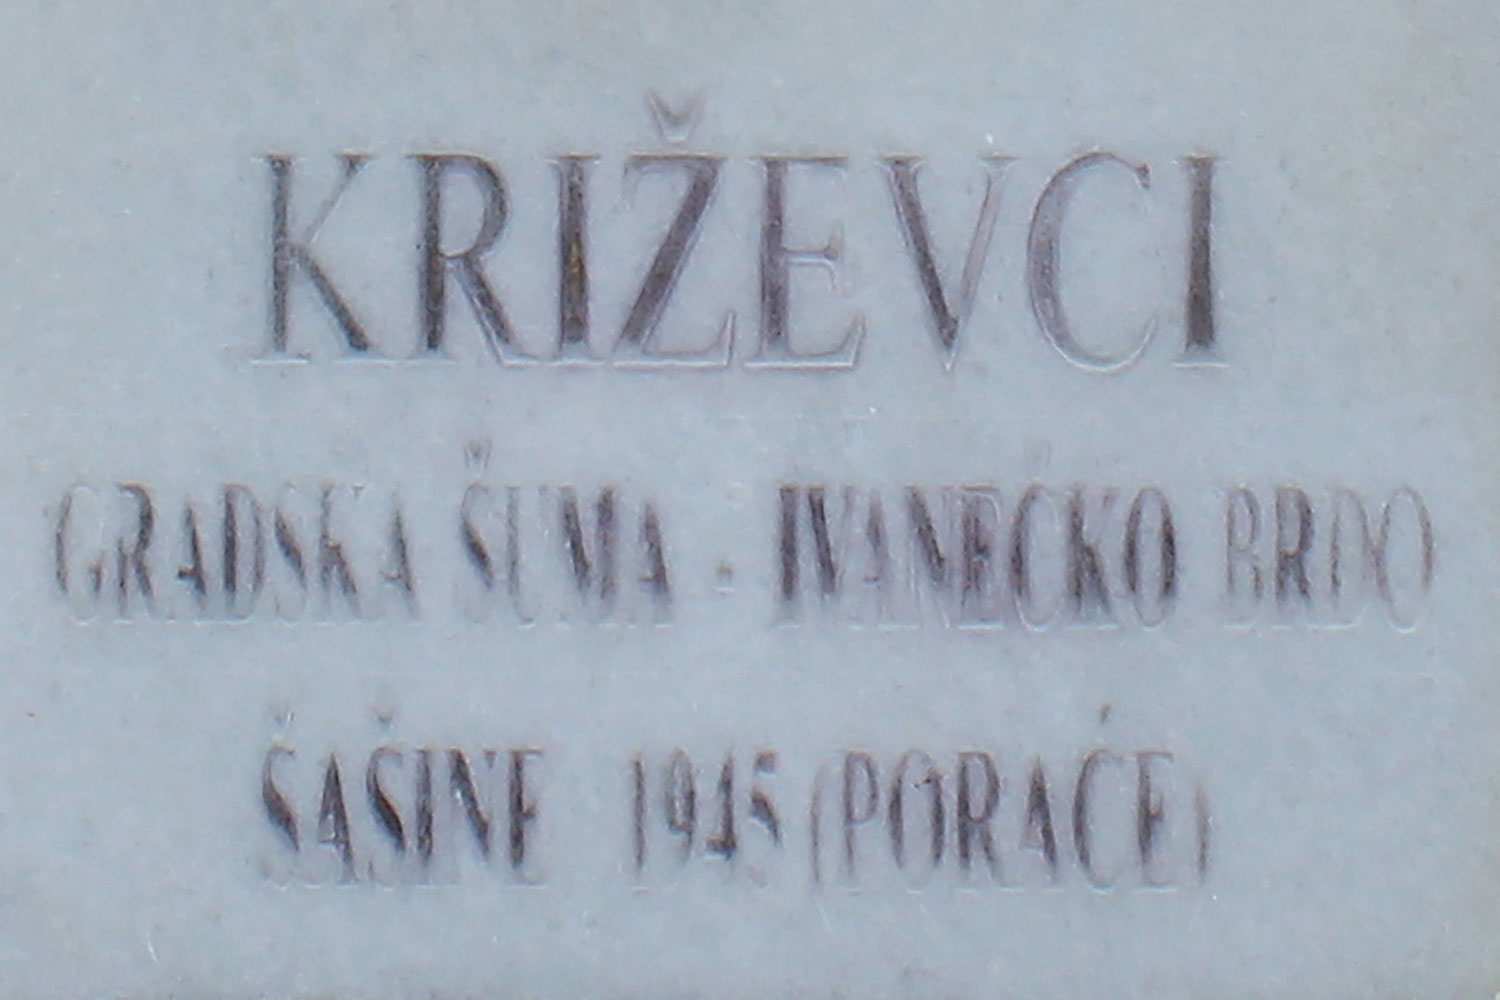 KRIŽEVCI
GRADSKA ŠUMA · IVANEČKO BRDO
ŠAŠINE 1945 (PORAĆE)